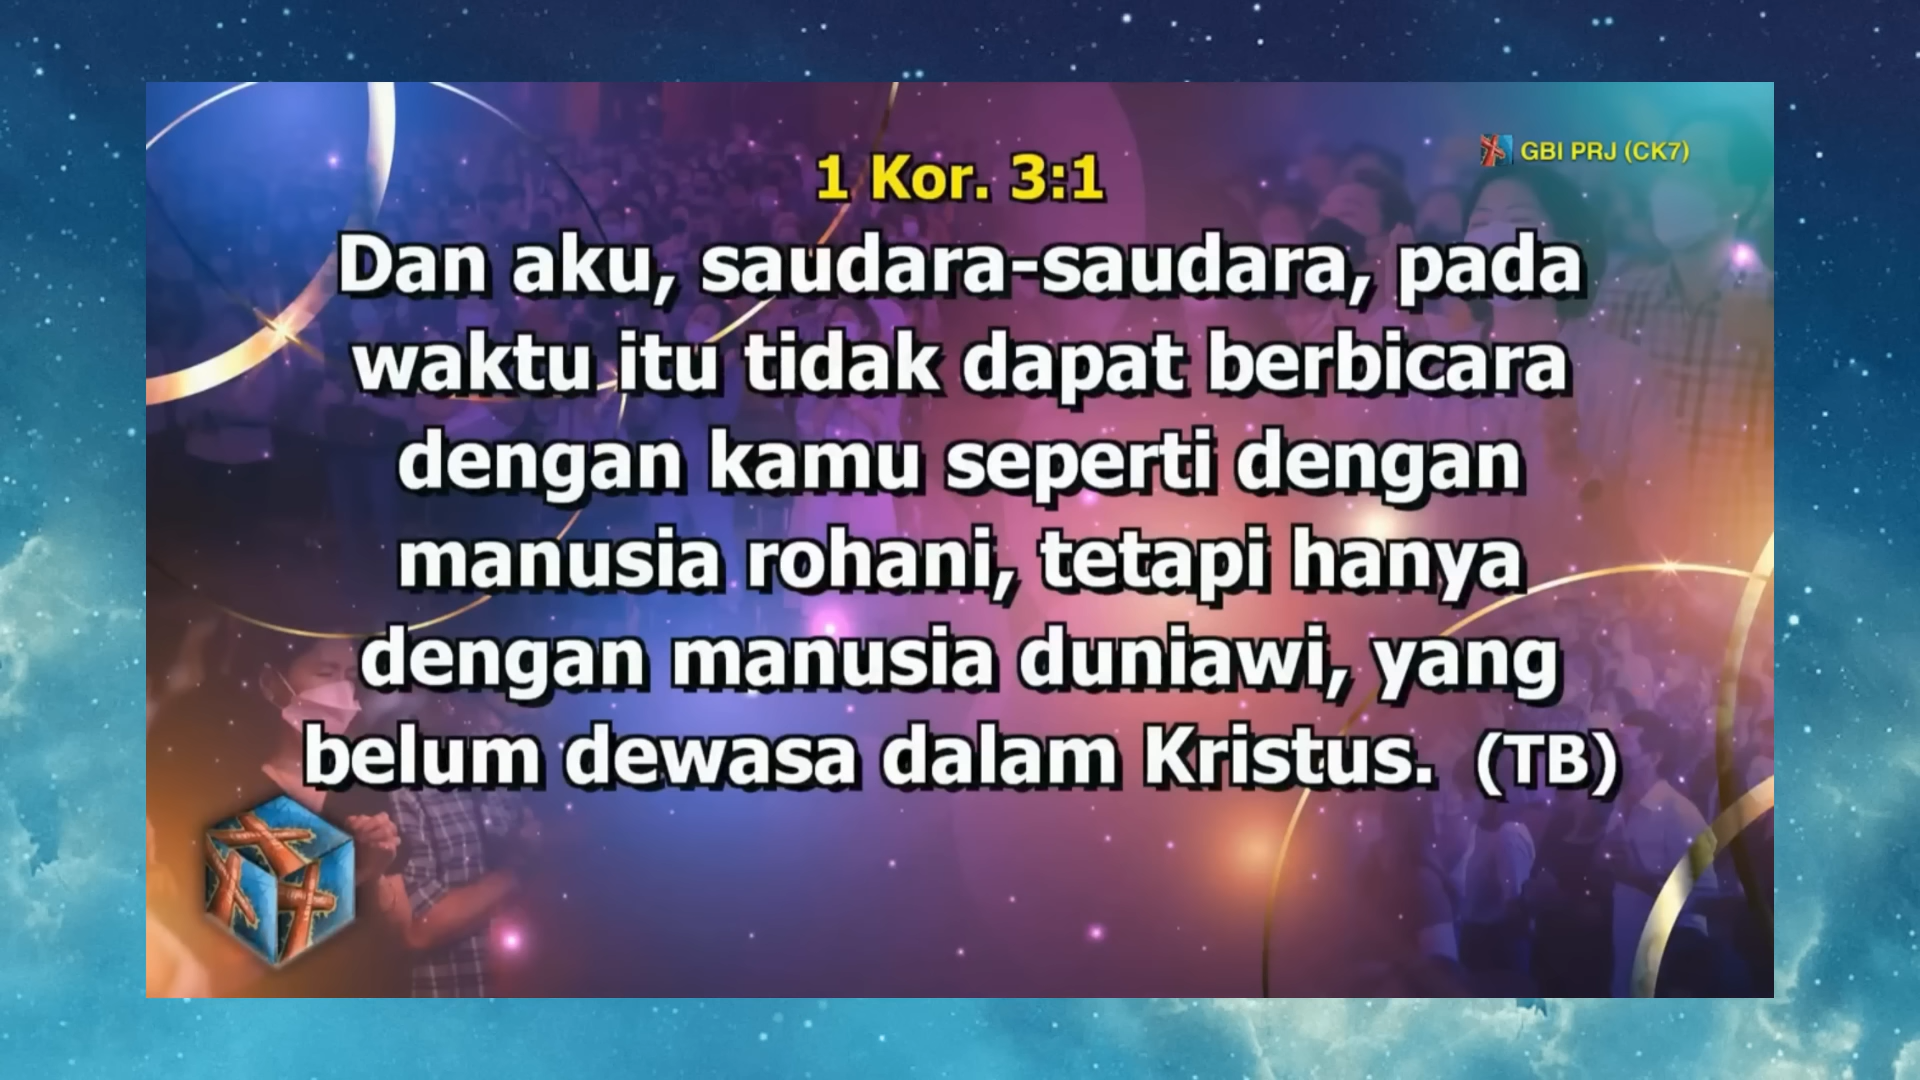 GBI PRJ (CK7)
1 Kor. 3:1
Dan aku, saudara-saudara, pada
waktu itu tidak dapat berbicara
dengan kamu seperti dengan
manusia rohani, tetapi hanya
dengan manusia duniawi, yang
belum dewasa dalam Kristus. (TB)